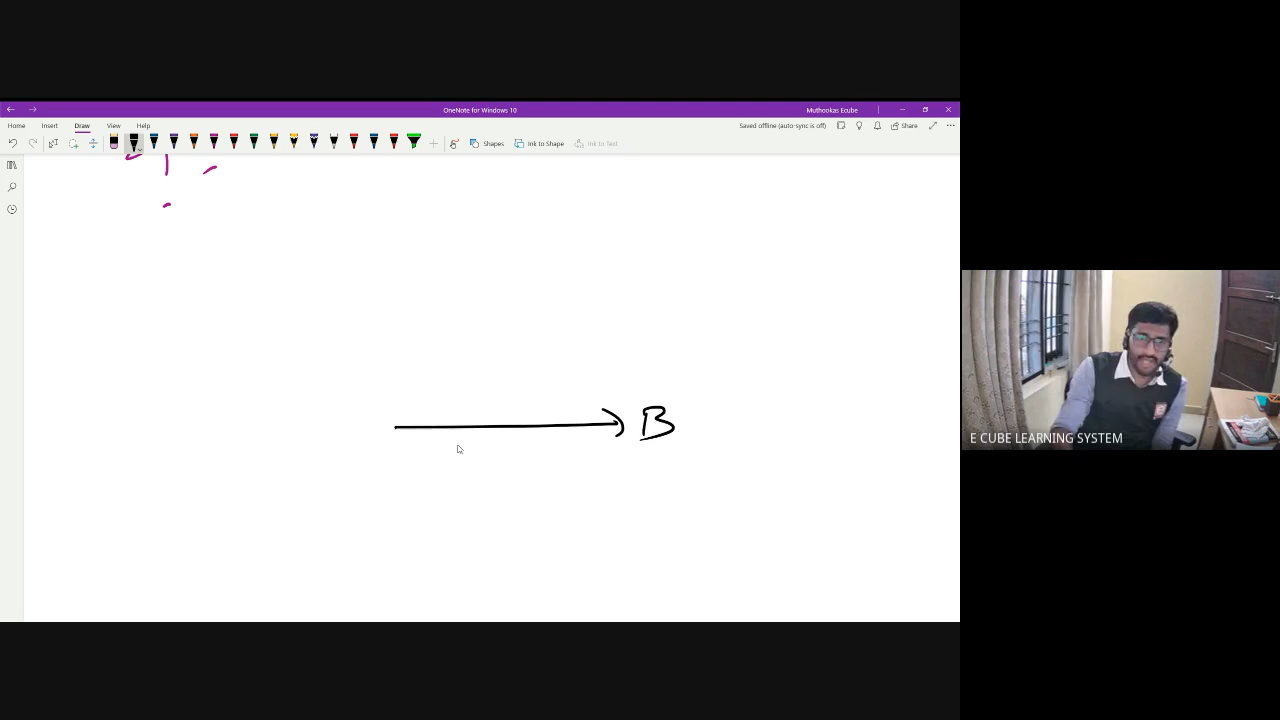 OneNote for Windows 10
Muthookas Ecube
Home Insert Draw View Help
Saved offline (auto-sync is off)
Share
Shapes
Ink to Shape
Ink to Text
B
E CUBE LEARNING SYSTEM